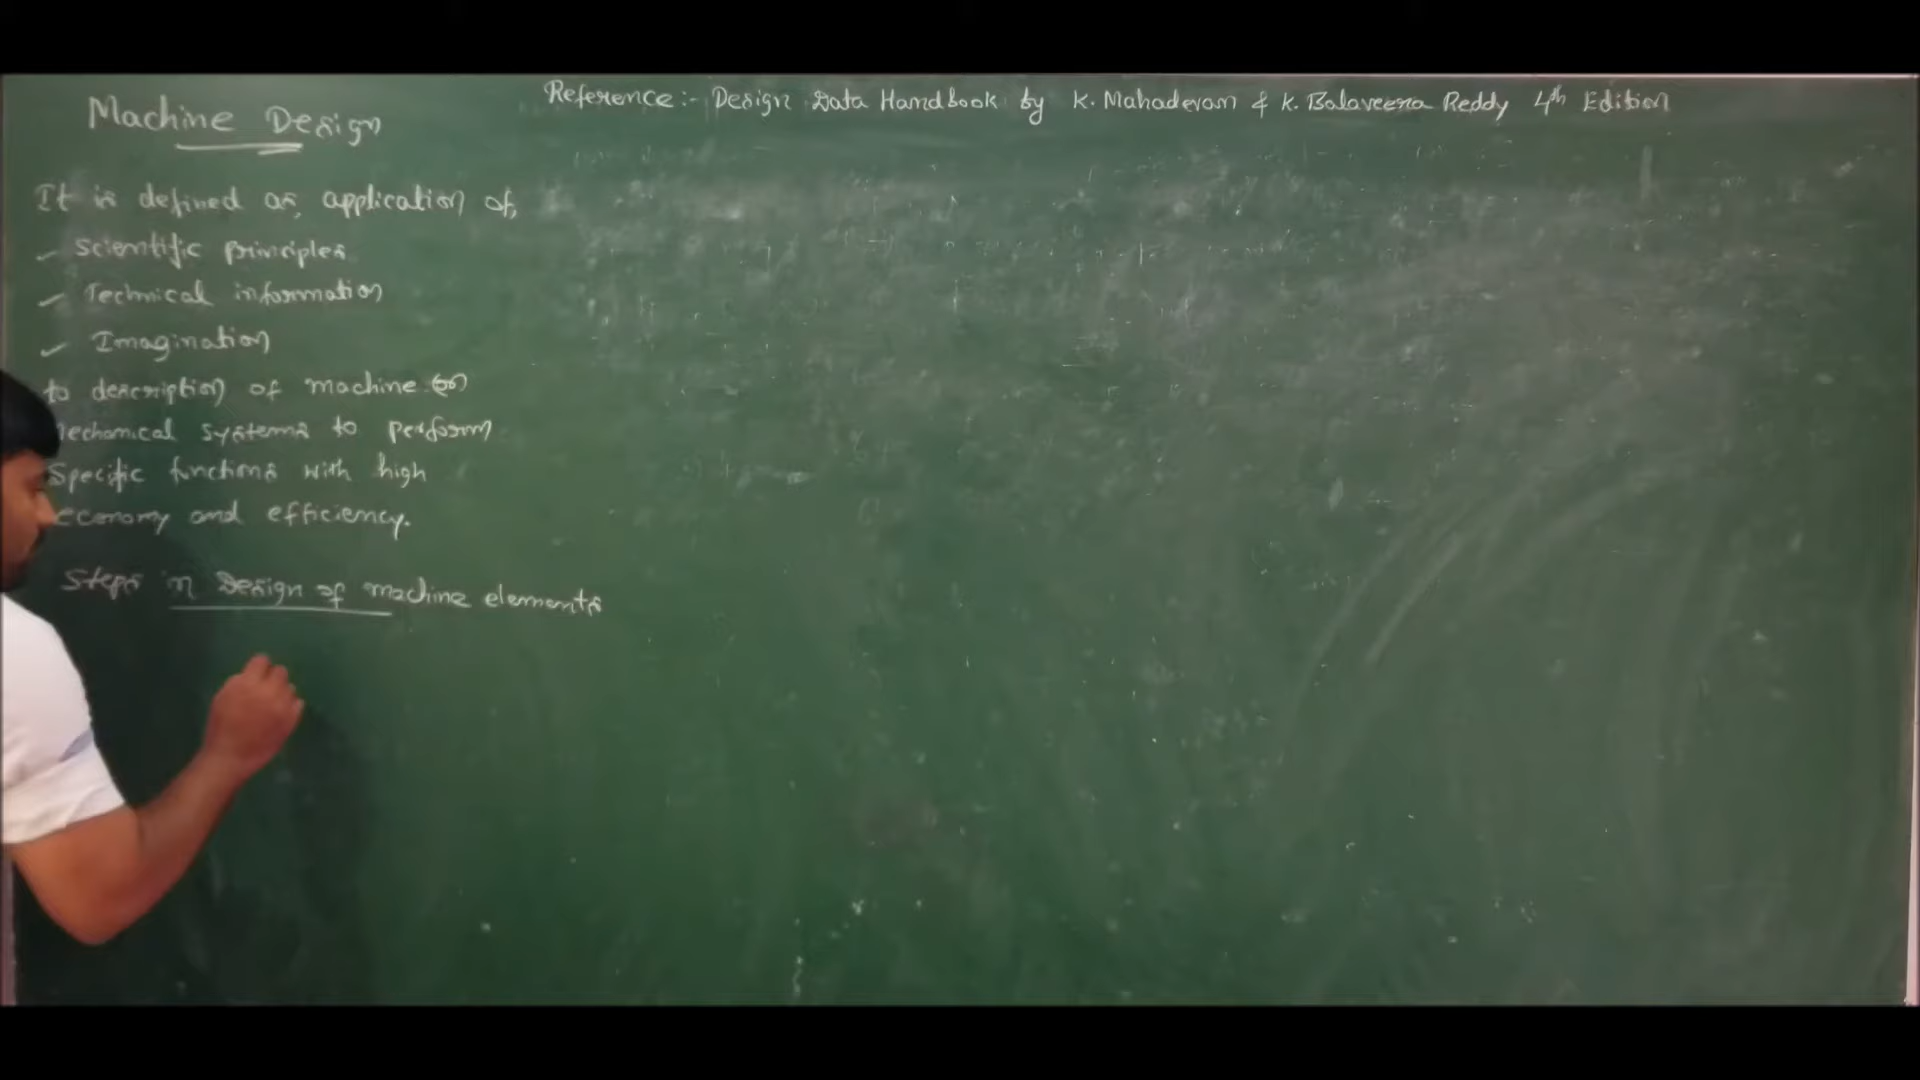 Machine Design
Reference:- Design Data Handbook by K. Mahadevan & K. Balaveera Reddy 4th Edition
It is defined as, application of,
Scientific principles
Technical information
Imagination
to description of machine (or)
Mechanical systems to perform
Specific functions with high
economy and efficiency.
Steps in Design of machine elements